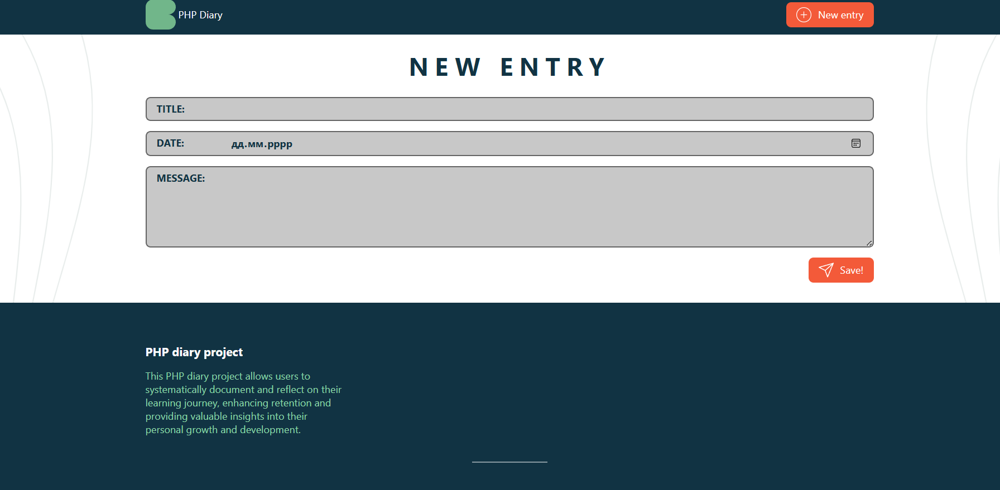 PHP Diary
New entry
NEW ENTRY
TITLE:
DATE: дд.мм.рррр
MESSAGE:
Save!
PHP diary project
This PHP diary project allows users to
systematically document and reflect on their
learning journey, enhancing retention and
providing valuable insights into their
personal growth and development.